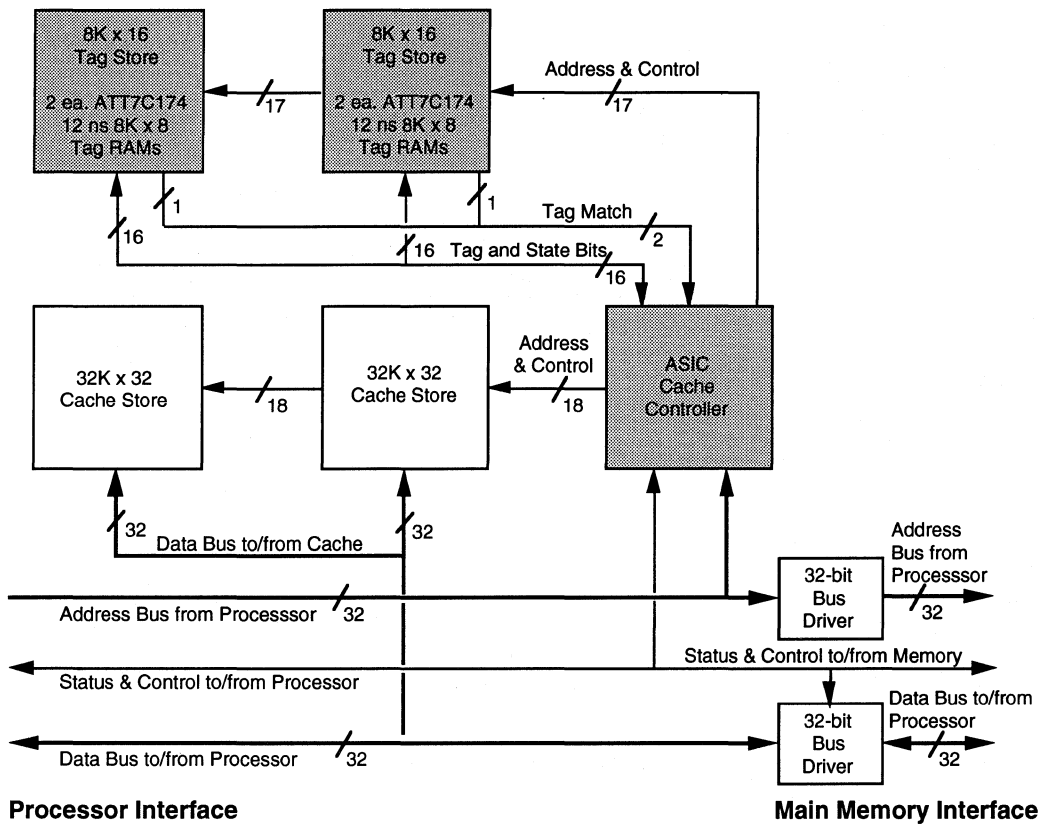 8K x 16
Tag Store
2 ea. ATT7C174
12 ns 8K x 8
Tag RAMs
8K x 16
Tag Store
2 ea. ATT7C174
12 ns 8K x 8
Tag RAMs
Address & Control
17
17
1
1
Tag Match
2
16
16
Tag and State Bits
16
32K x 32
Cache Store
18
32K x 32
Cache Store
Address
& Control
18
ASIC
Cache
Controller
32
32
Data Bus to/from Cache
Address Bus from Processsor
32
32-bit
Bus
Driver
Address
Bus from
Processsor
32
Status & Control to/from Processor
Status & Control to/from Memory
Data Bus to/from Processor
32
32-bit
Bus
Driver
Data Bus to/from
Processor
32
Processor Interface
Main Memory Interface